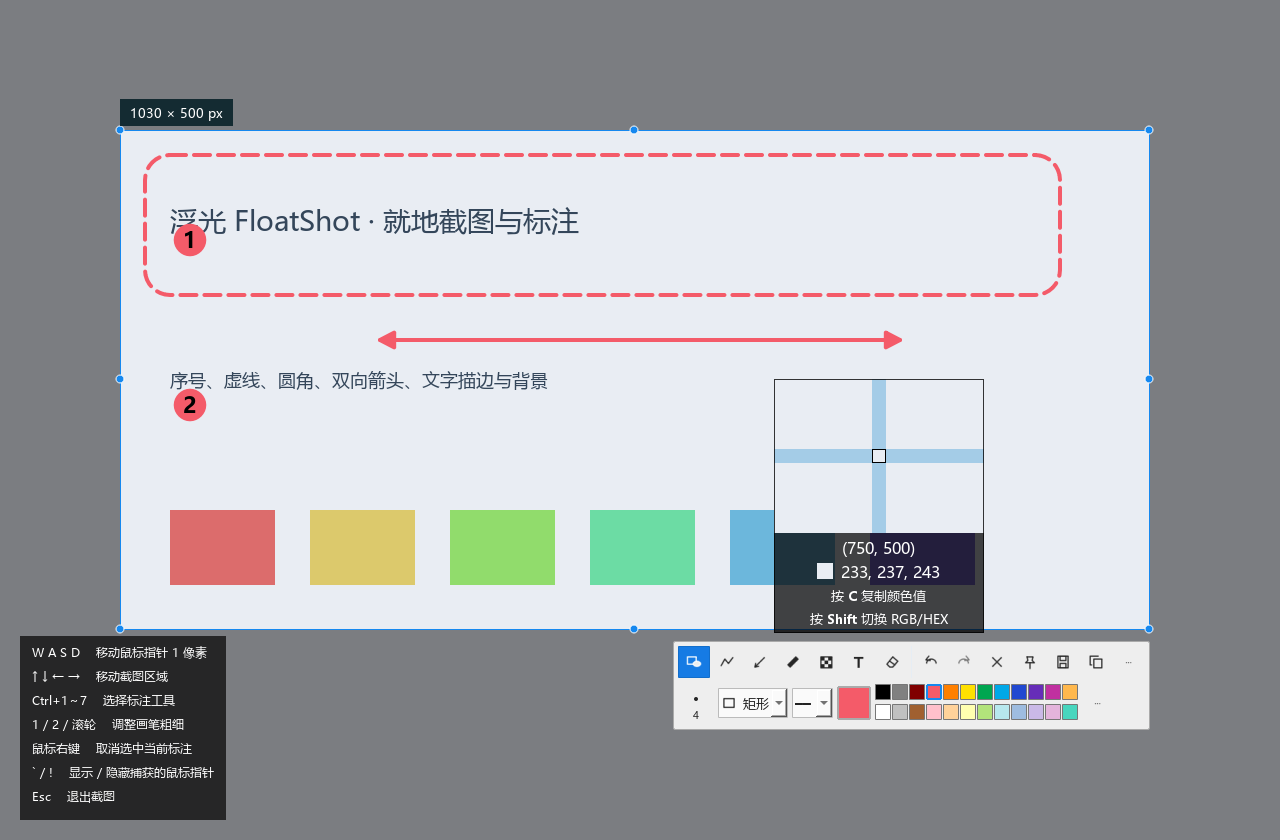 1030 × 500 px
浮光 FloatShot · 就地截图与标注
1
序号、虚线、圆角、双向箭头、文字描边与背景
2
(750, 500)
233, 237, 243
按 C 复制颜色值
按 Shift 切换 RGB/HEX
W A S D 移动鼠标指针 1 像素
↑ ↓ ← → 移动截图区域
Ctrl+1 ~ 7 选择标注工具
1 / 2 / 滚轮 调整画笔粗细
鼠标右键 取消选中当前标注
` / ! 显示 / 隐藏捕获的鼠标指针
Esc 退出截图
T
4
矩形